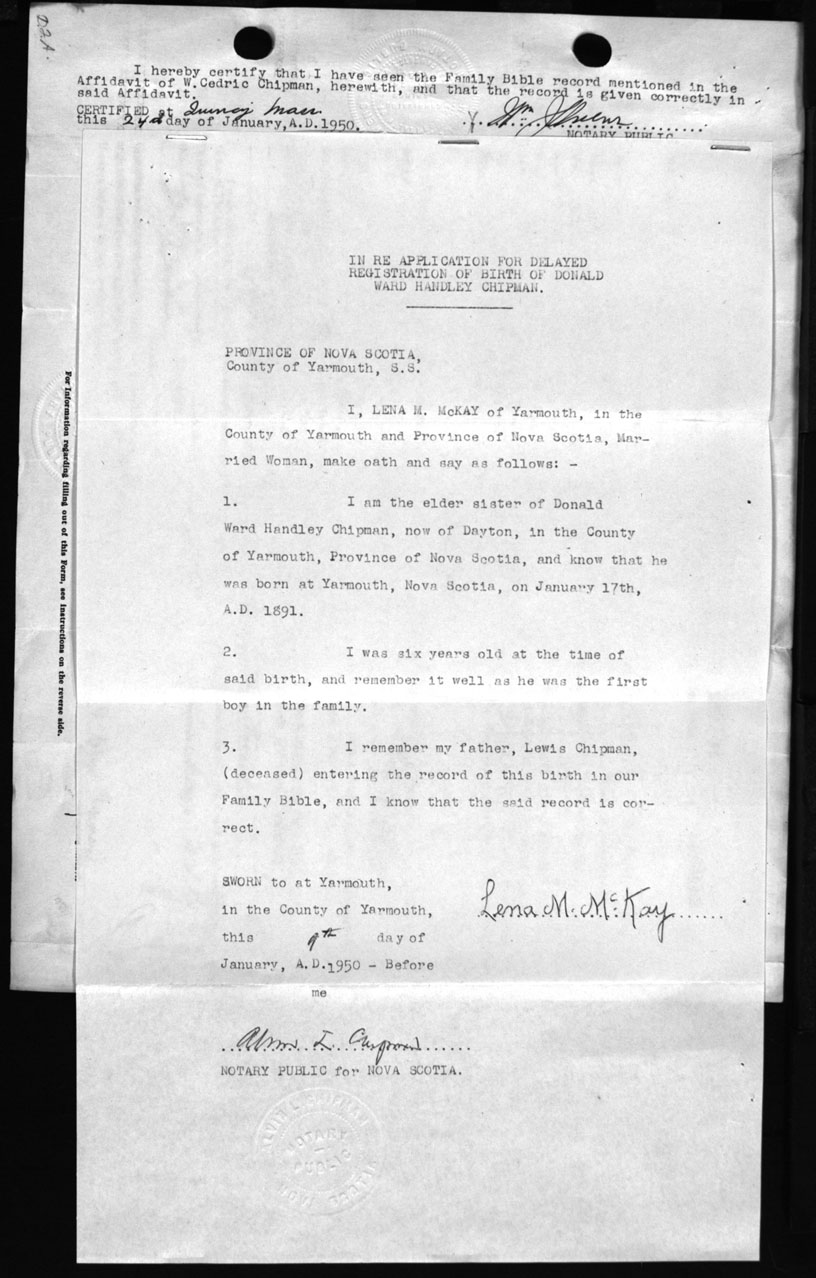 D2A.
I hereby certify that I have seen the Family Bible record mentioned in the
Affidavit of W.Cedric Chipman, herewith, and that the record is given correctly in
said Affidavit.
CERTIFIED at Quincy Mass
this 24th day of January, A.D.1950.
NOTARY PUBLIC
IN RE APPLICATION FOR DELAYED
REGISTRATION OF BIRTH OF DONALD
WARD HANDLEY CHIPMAN.
PROVINCE OF NOVA SCOTIA,
County of Yarmouth, S.S.
I, LENA M. McKAY of Yarmouth, in the
County of Yarmouth and Province of Nova Scotia, Mar-
ried Woman, make oath and say as follows: -
1. I am the elder sister of Donald
Ward Handley Chipman, now of Dayton, in the County
of Yarmouth, Province of Nova Scotia, and know that he
was born at Yarmouth, Nova Scotia, on January 17th,
A.D. 1891.
2. I was six years old at the time of
said birth, and remember it well as he was the first
boy in the family.
3. I remember my father, Lewis Chipman,
(deceased) entering the record of this birth in our
Family Bible, and I know that the said record is cor-
rect.
SWORN to at Yarmouth,
in the County of Yarmouth,
this 9th day of
January, A.D.1950 - Before
me
Lena M. McKay
Chipman
NOTARY PUBLIC for NOVA SCOTIA.
CHIPMAN
NOTARY
PUBLIC
NOVA SCOTIA
For Information regarding filling out of this Form, see Instructions on the reverse side.